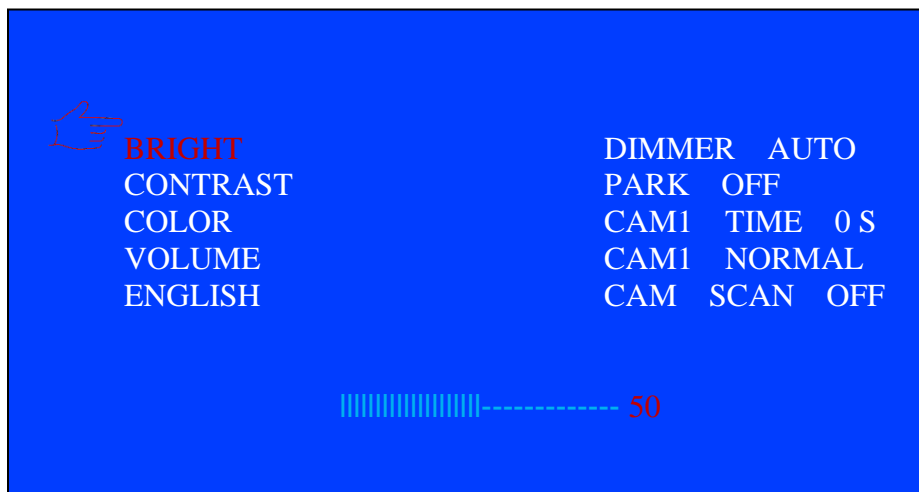 BRIGHT
CONTRAST
COLOR
VOLUME
ENGLISH
DIMMER AUTO
PARK OFF
CAM1 TIME 0 S
CAM1 NORMAL
CAM SCAN OFF
50